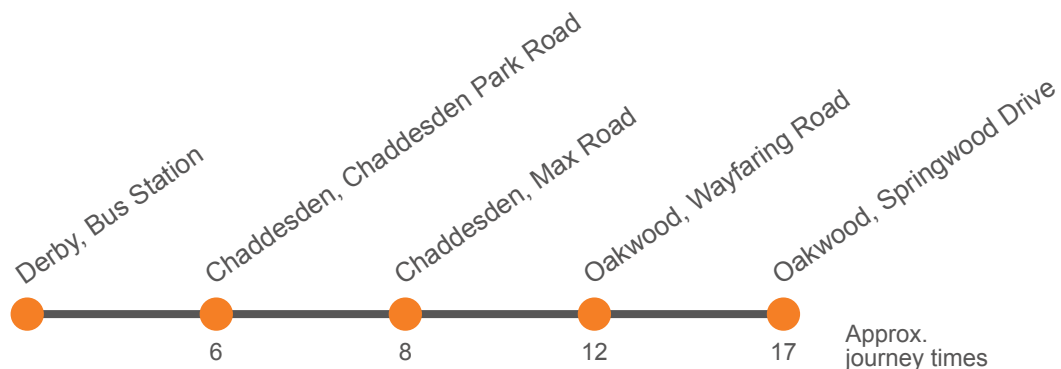 Derby, Bus Station
Chaddesden, Chaddesden Park Road
Chaddesden, Max Road
Oakwood, Wayfaring Road
Oakwood, Springwood Drive
6
8
12
17
Approx.
journey times